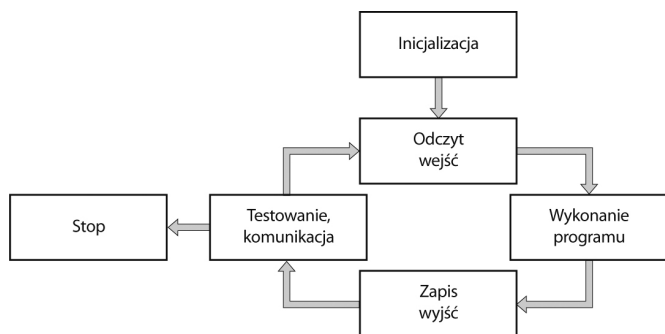 Inicjalizacja
Odczyt
wejść
Stop
Testowanie,
komunikacja
Wykonanie
programu
Zapis
wyjść